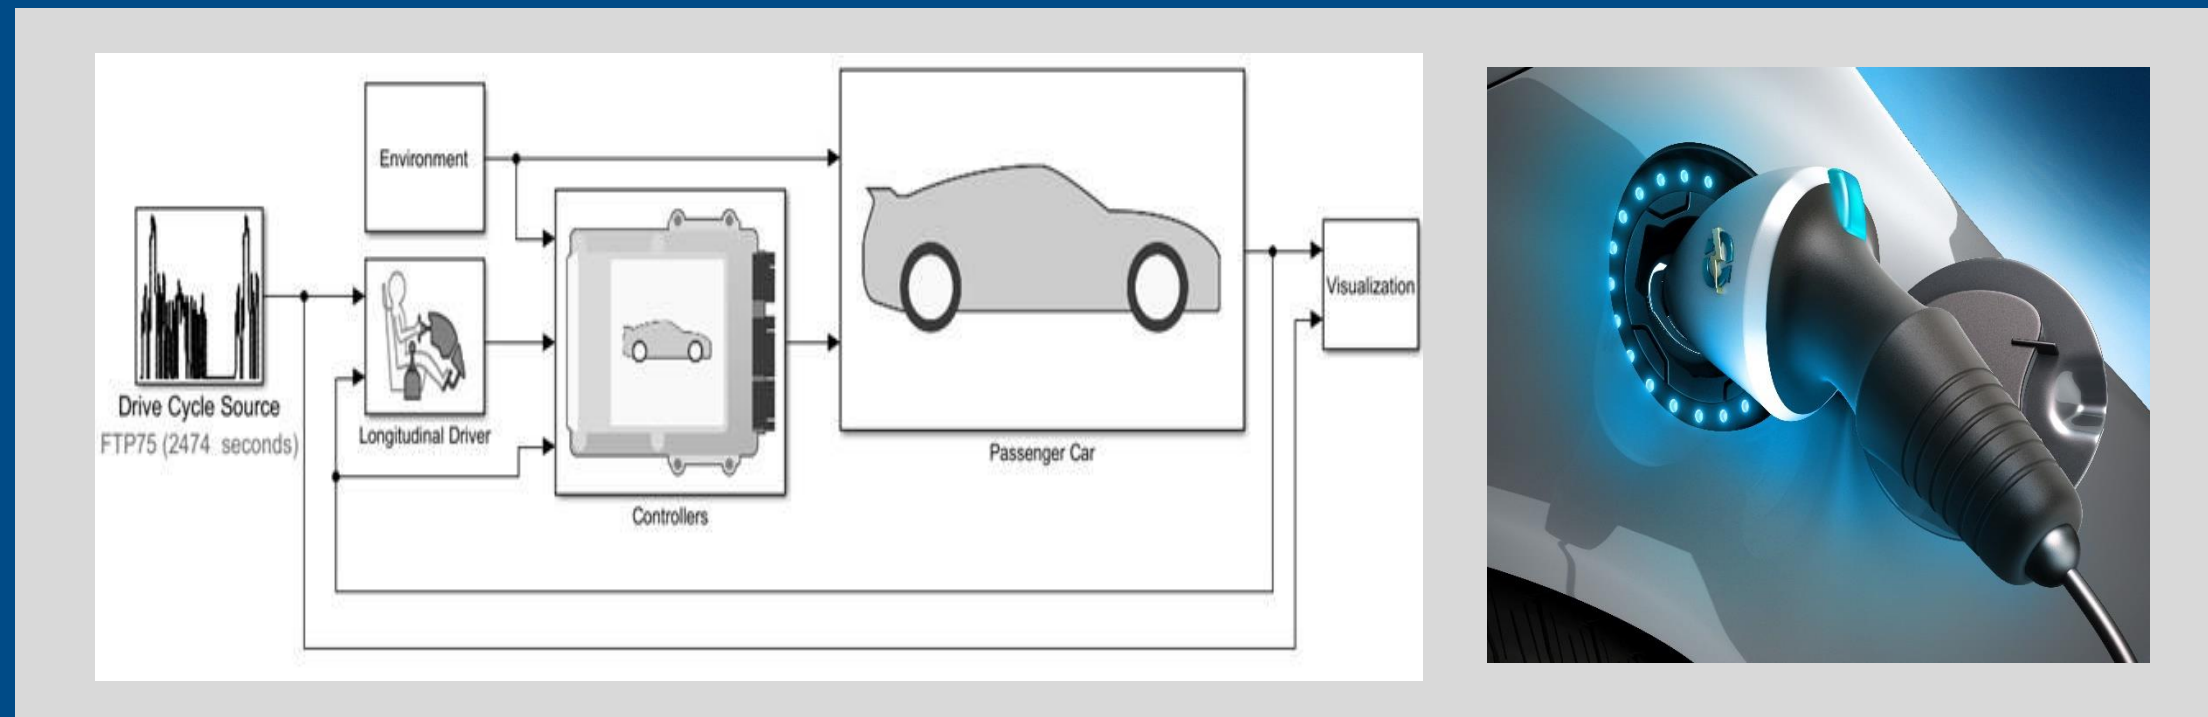 Environment
Drive Cycle Source
FTP75 (2474 seconds)
Longitudinal Driver
Controllers
Passenger Car
Visualization